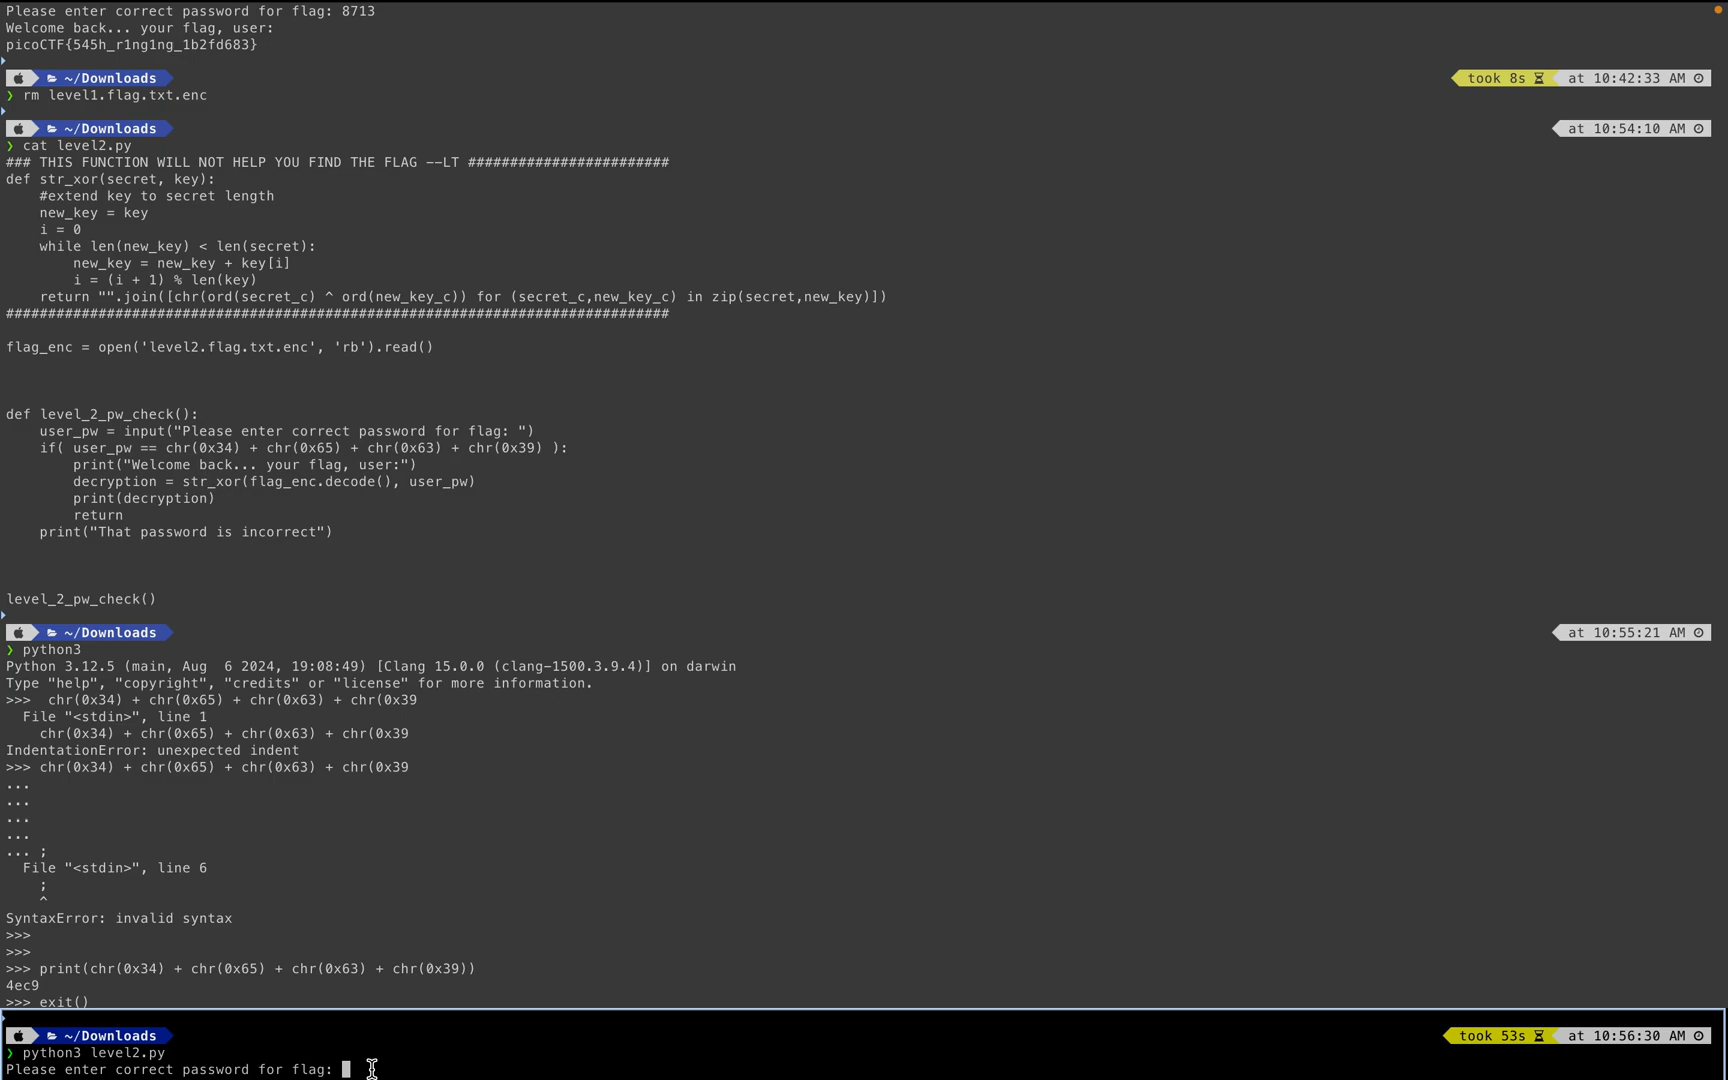 Please enter correct password for flag: 8713
Welcome back... your flag, user:
picoCTF{545h_r1ng1ng_1b2fd683}
~/Downloads took 8s at 10:42:33 AM
❯ rm level1.flag.txt.enc
~/Downloads at 10:54:10 AM
❯ cat level2.py
### THIS FUNCTION WILL NOT HELP YOU FIND THE FLAG --LT ########################
def str_xor(secret, key):
    #extend key to secret length
    new_key = key
    i = 0
    while len(new_key) < len(secret):
        new_key = new_key + key[i]
        i = (i + 1) % len(key)
    return "".join([chr(ord(secret_c) ^ ord(new_key_c)) for (secret_c,new_key_c) in zip(secret,new_key)])
###############################################################################
flag_enc = open('level2.flag.txt.enc', 'rb').read()
def level_2_pw_check():
    user_pw = input("Please enter correct password for flag: ")
    if( user_pw == chr(0x34) + chr(0x65) + chr(0x63) + chr(0x39) ):
        print("Welcome back... your flag, user:")
        decryption = str_xor(flag_enc.decode(), user_pw)
        print(decryption)
        return
    print("That password is incorrect")
level_2_pw_check()
~/Downloads at 10:55:21 AM
❯ python3
Python 3.12.5 (main, Aug  6 2024, 19:08:49) [Clang 15.0.0 (clang-1500.3.9.4)] on darwin
Type "help", "copyright", "credits" or "license" for more information.
>>>  chr(0x34) + chr(0x65) + chr(0x63) + chr(0x39
  File "<stdin>", line 1
    chr(0x34) + chr(0x65) + chr(0x63) + chr(0x39
IndentationError: unexpected indent
>>> chr(0x34) + chr(0x65) + chr(0x63) + chr(0x39
...
...
...
...
... ;
  File "<stdin>", line 6
    ;
    ^
SyntaxError: invalid syntax
>>>
>>>
>>> print(chr(0x34) + chr(0x65) + chr(0x63) + chr(0x39))
4ec9
>>> exit()
~/Downloads took 53s at 10:56:30 AM
❯ python3 level2.py
Please enter correct password for flag: